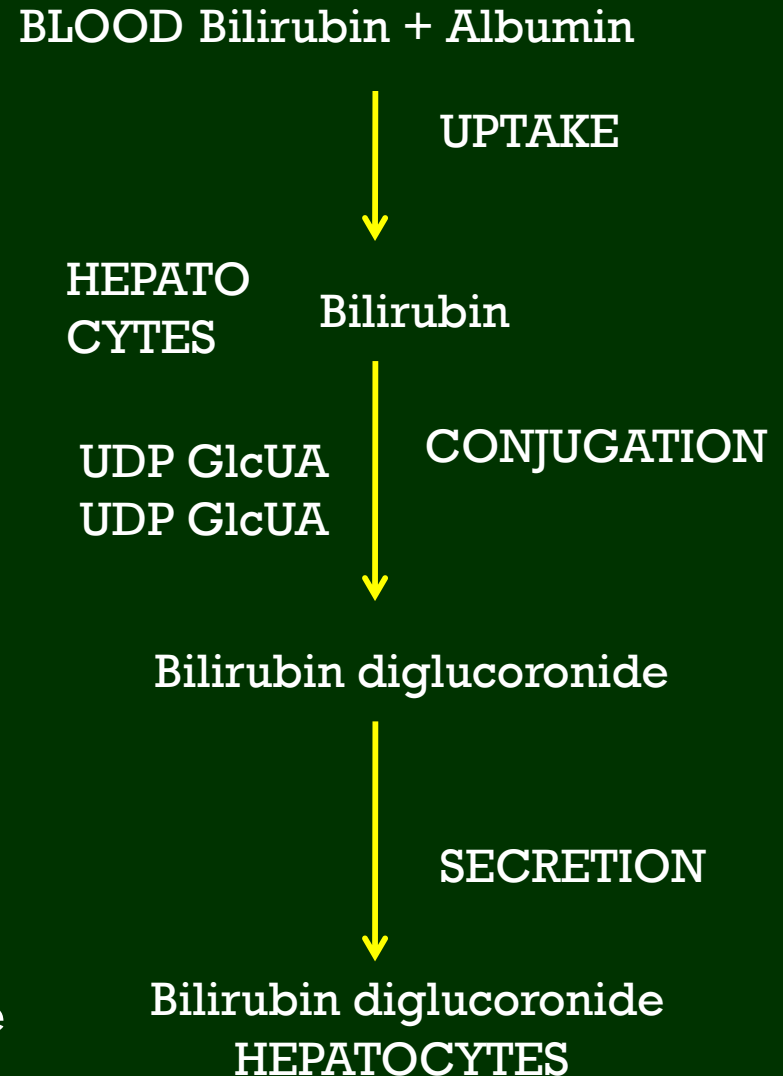 BLOOD Bilirubin + Albumin
UPTAKE
HEPATO
CYTES
Bilirubin
CONJUGATION
UDP GlcUA
UDP GlcUA
Bilirubin diglucoronide
SECRETION
Bilirubin diglucoronide
HEPATOCYTES